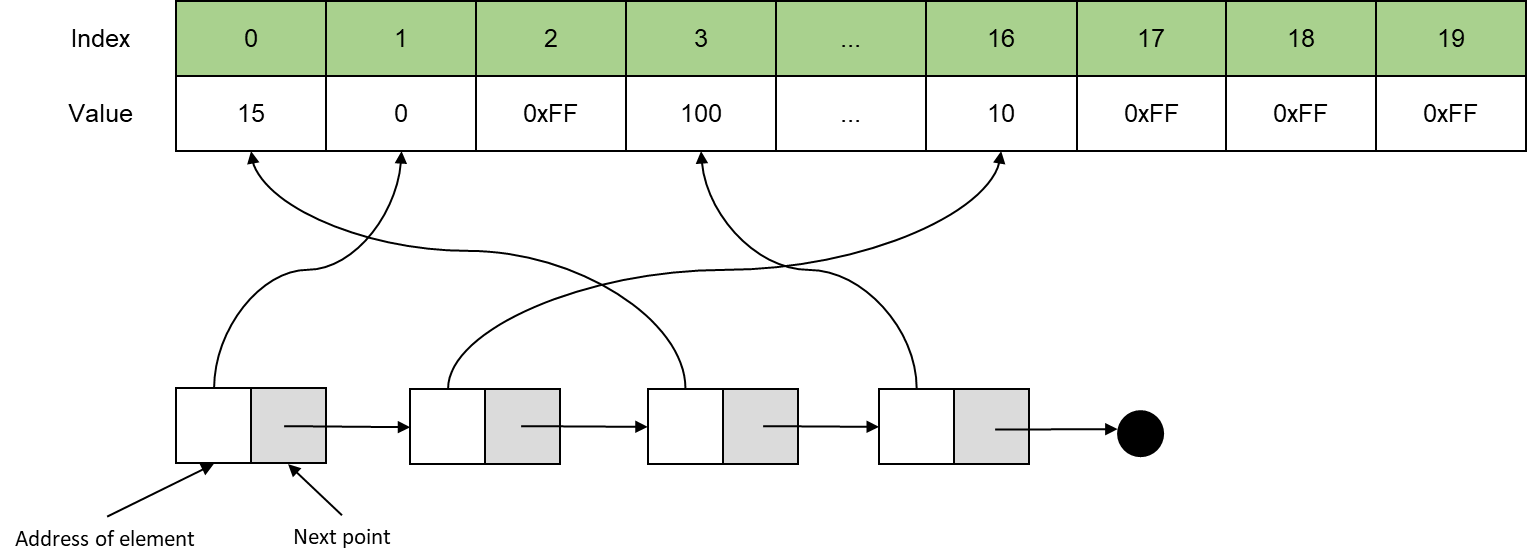 Index 0 1 2 3 ... 16 17 18 19
Value 15 0 0xFF 100 ... 10 0xFF 0xFF 0xFF
Address of element
Next point